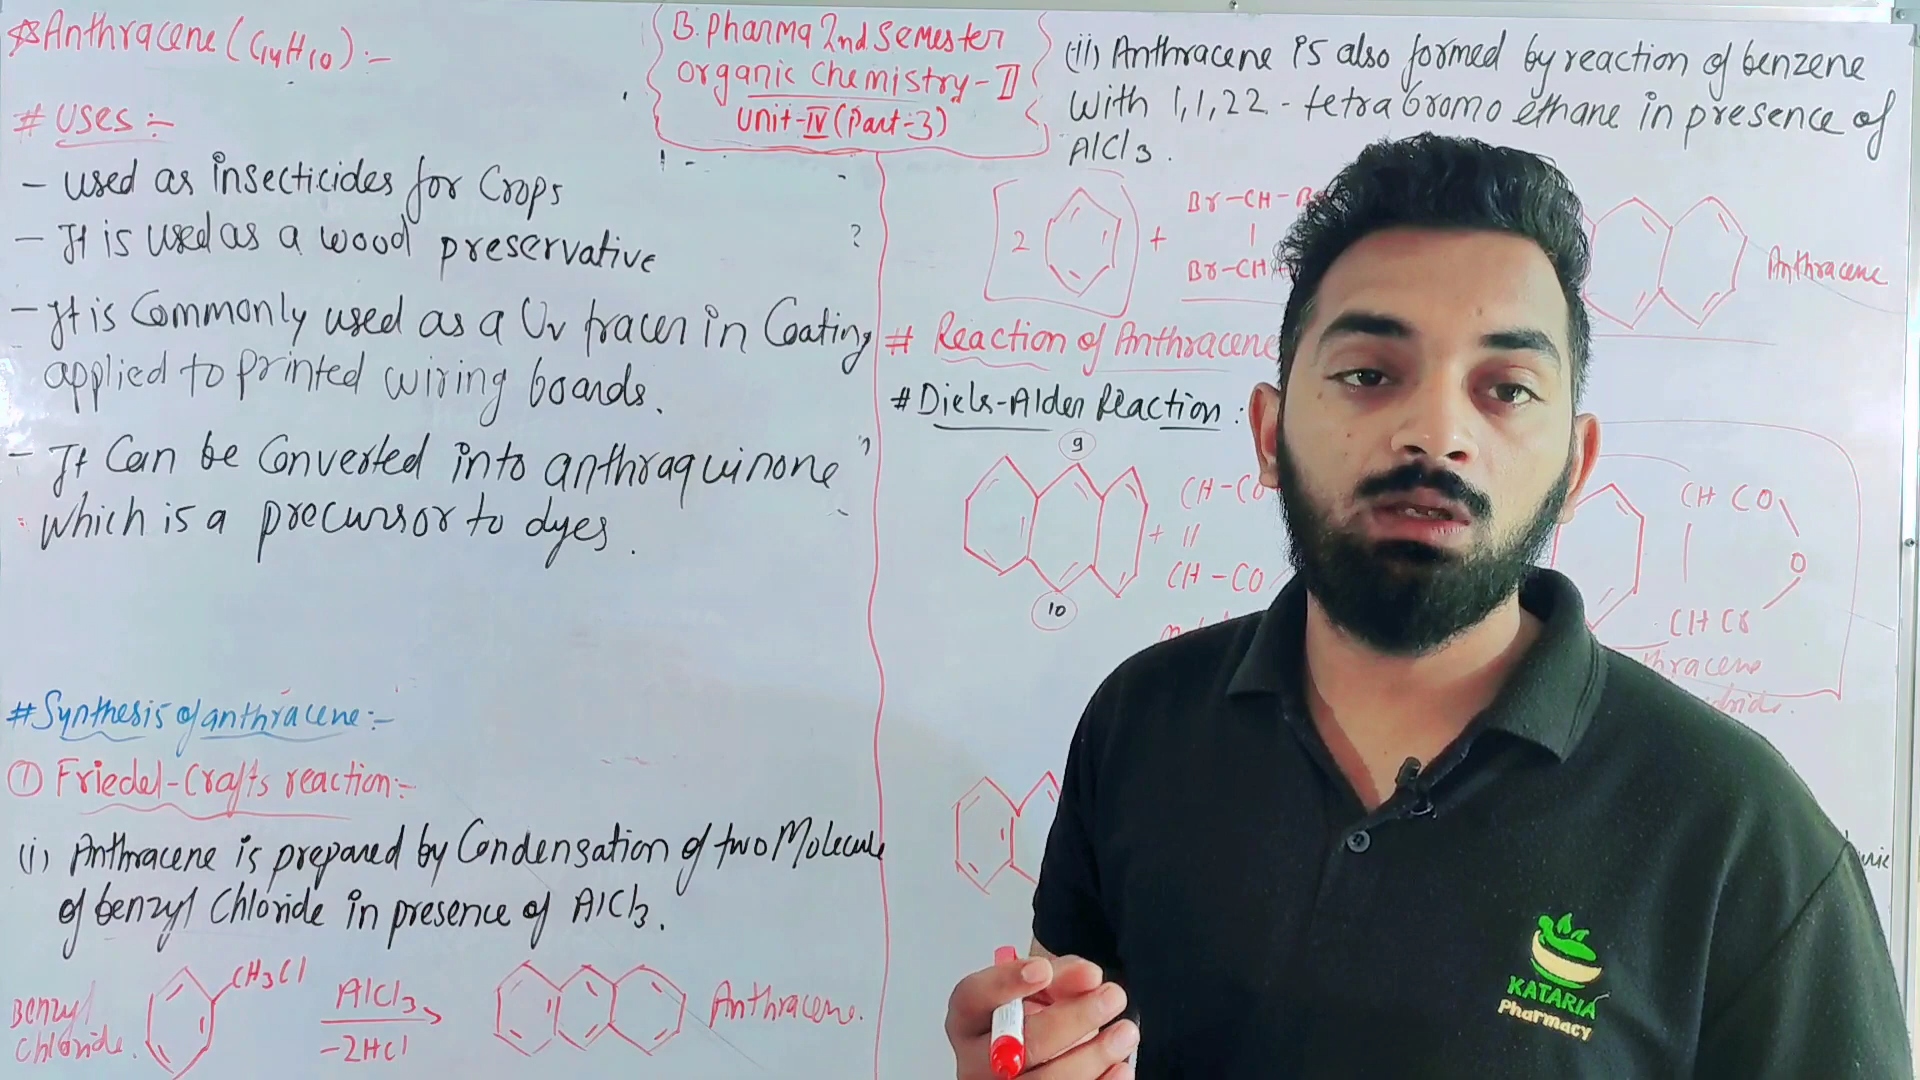 Anthracene (C14H10) :-
# Uses :-
- Used as insecticides for Crops
- It is used as a wood preservative
- It is Commonly used as a Uv tracer in Coating
applied to printed wiring boards.
- It Can be Converted into anthraquinone
which is a precursor to dyes.
# Synthesis of anthracene :-
① Friedel-Crafts reaction :-
(i) Anthracene is prepared by Condensation of two Molecule
of benzyl Chloride in presence of AlCl3.
Benzyl
Chloride.
CH3Cl
AlCl3
-2HCl
Anthracene.
B. Pharma 2nd Semester
Organic Chemistry-II
Unit-IV (Part-3)
(ii) Anthracene is also formed by reaction of benzene
with 1,1,22 - tetrabromo ethane in presence of
AlCl3.
2 +
Br-CH-Br
Br-CH
Anthracene
# Reaction of Anthracene
# Diels-Alder Reaction :
9
10
+
CH-CO
||
CH-CO
CH CO
O
CH CO
KATARIA
Pharmacy